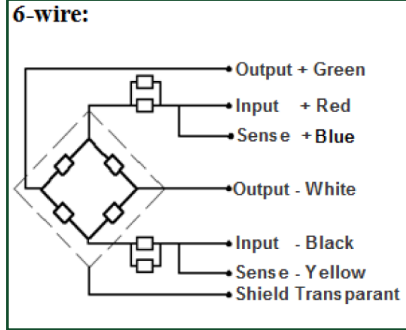 6-wire:
Output + Green
Input + Red
Sense + Blue
Output - White
Input - Black
Sense - Yellow
Shield Transparant